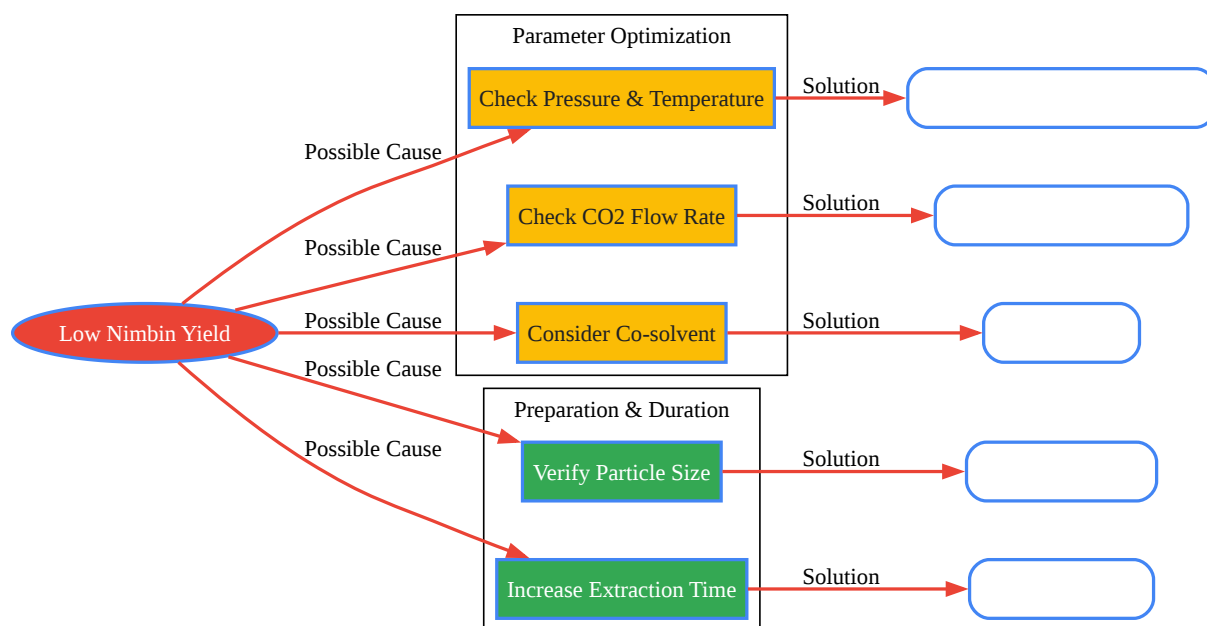 Parameter Optimization
Check Pressure & Temperature
Solution
Possible Cause
Check CO2 Flow Rate
Solution
Possible Cause
Low Nimbin Yield
Possible Cause
Consider Co-solvent
Solution
Possible Cause
Preparation & Duration
Possible Cause
Verify Particle Size
Solution
Increase Extraction Time
Solution